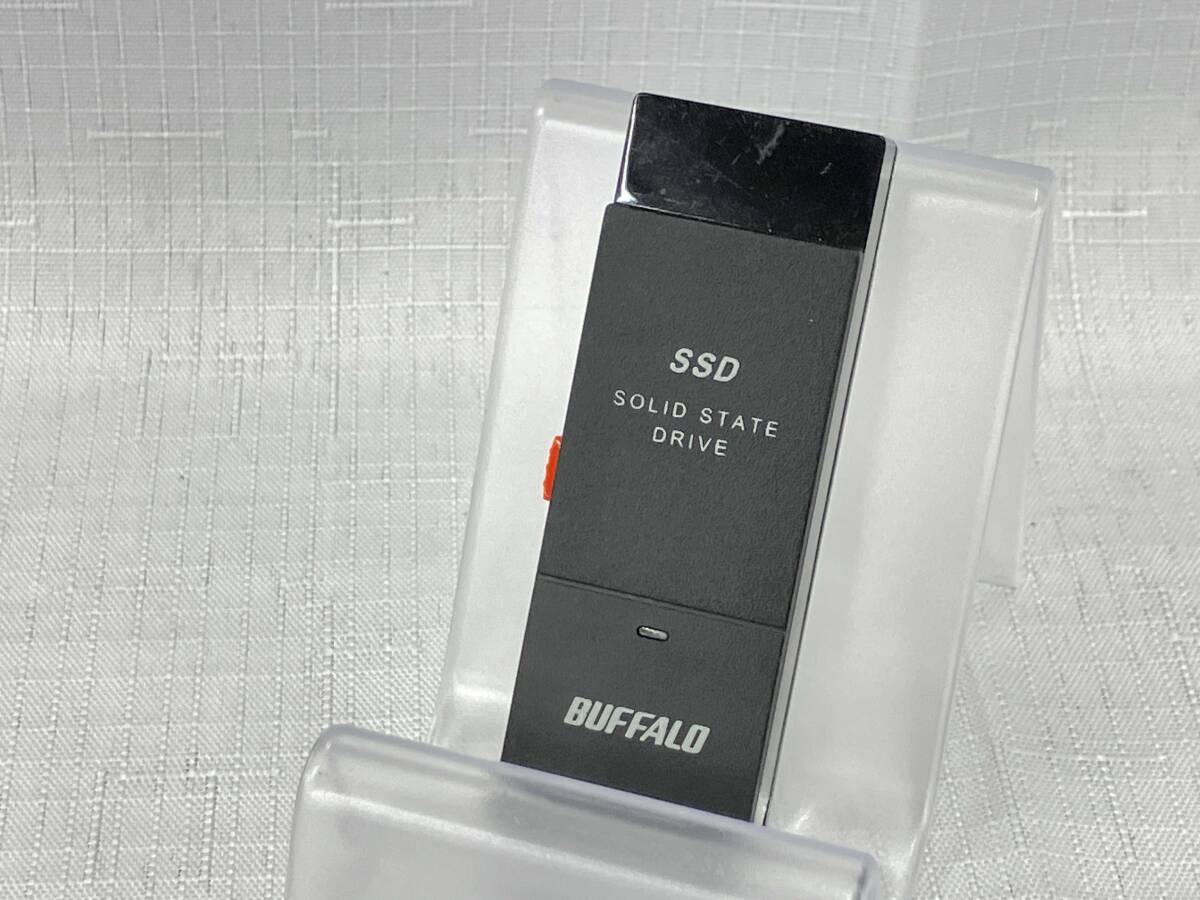 SSD
SOLID STATE
DRIVE
BUFFALO